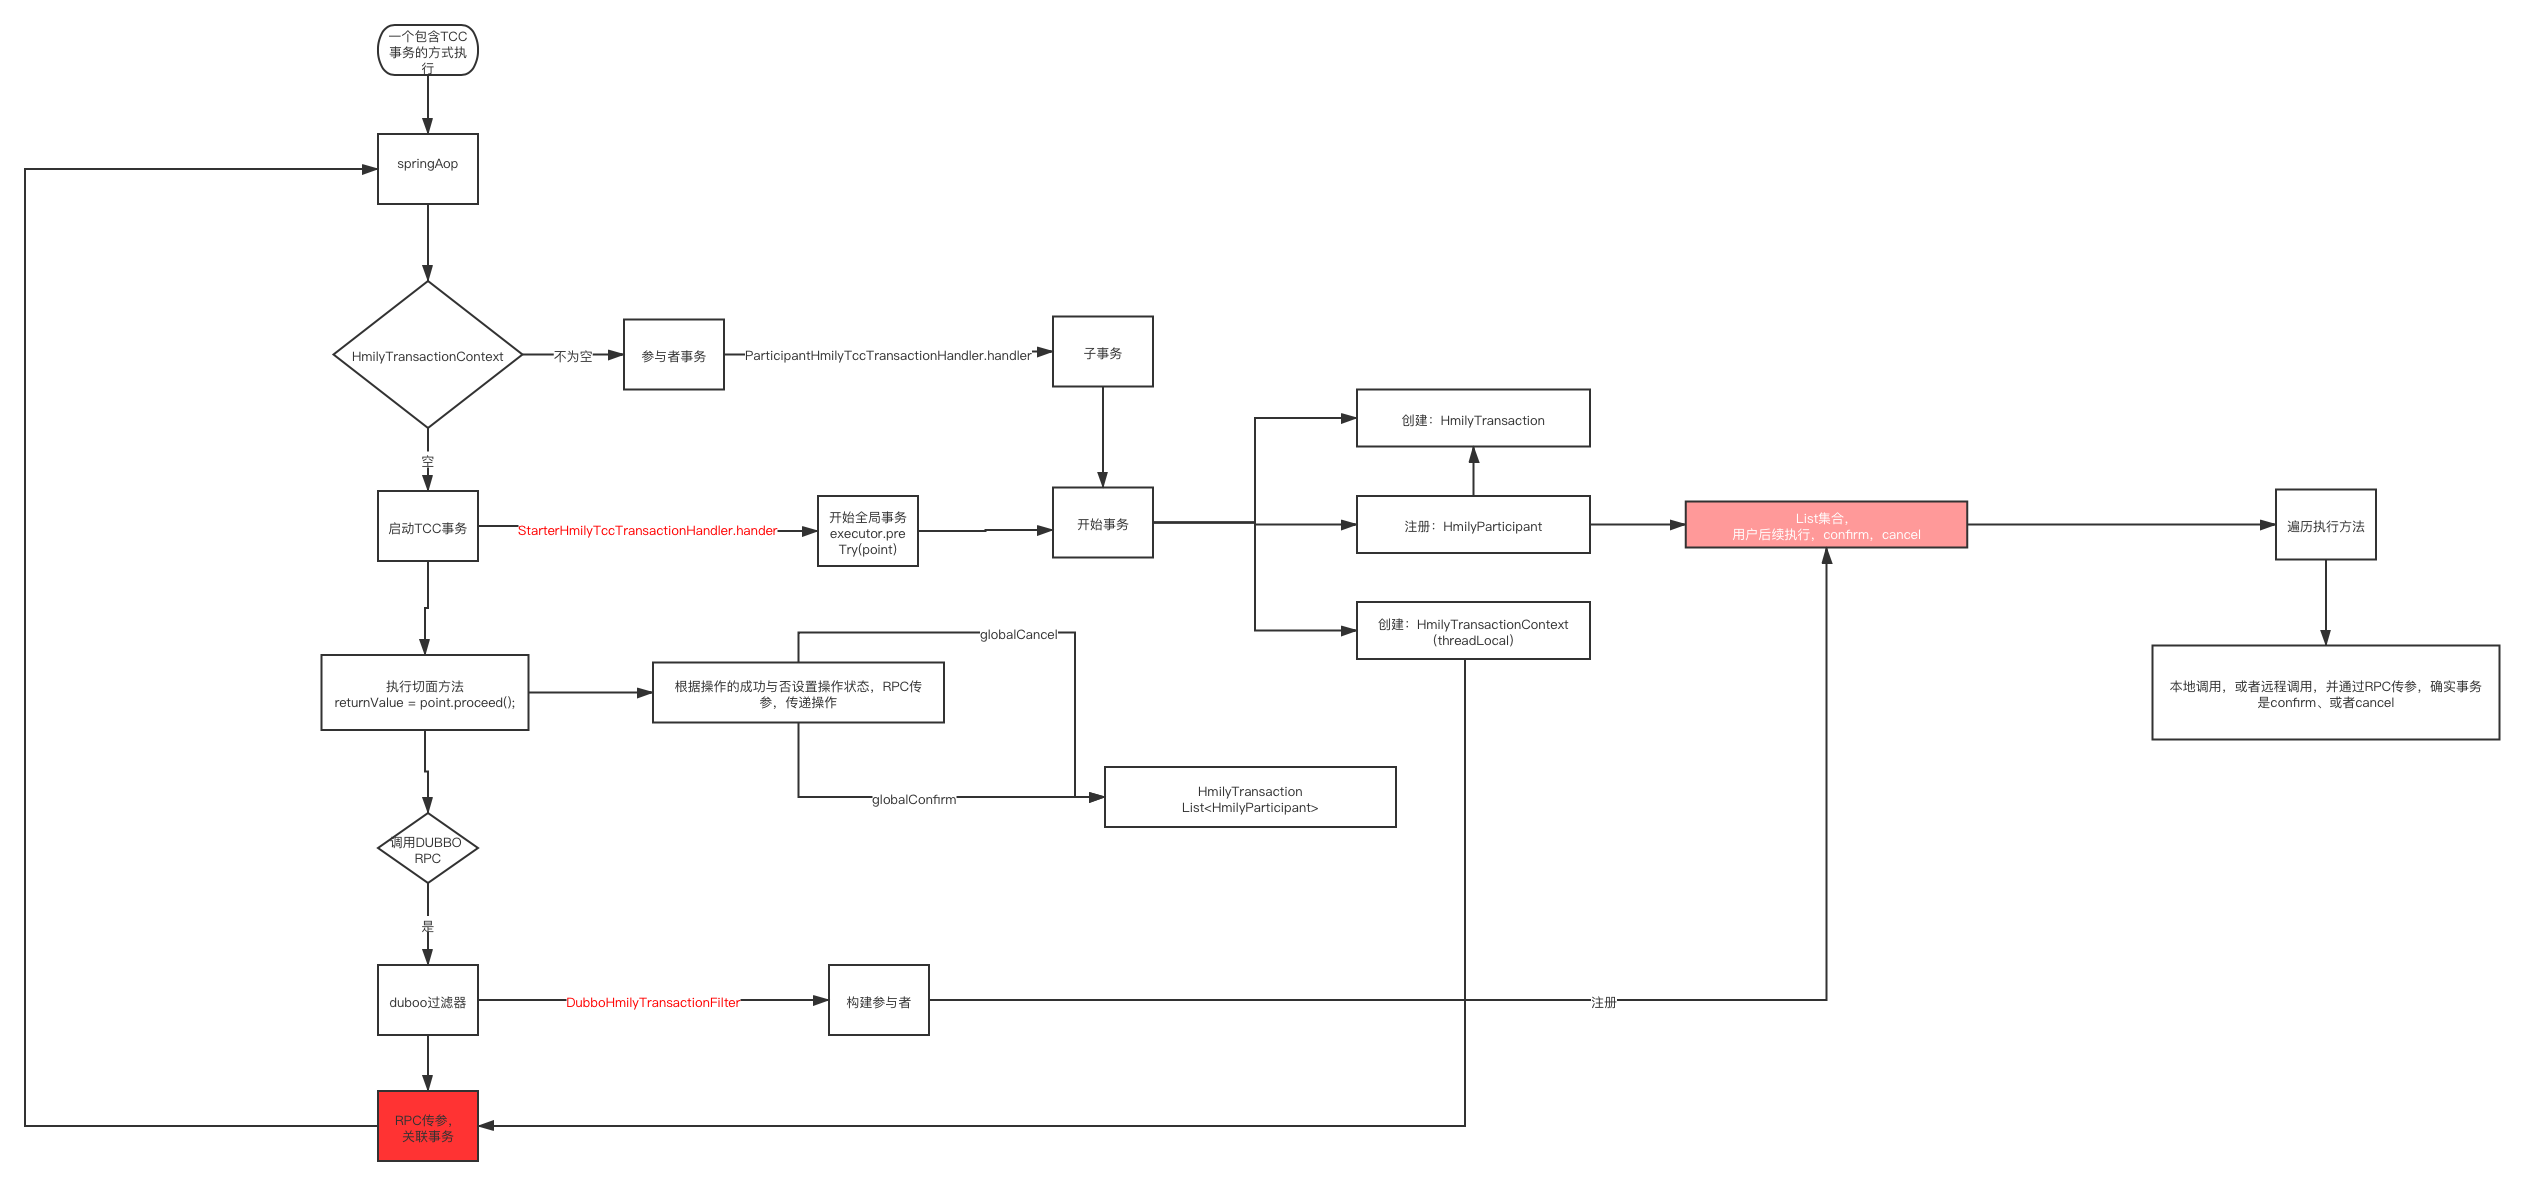 一个包含TCC
事务的方式执
行
springAop
HmilyTransactionContext
不为空
参与者事务
ParticipantHmilyTccTransactionHandler.handler
子事务
创建：HmilyTransaction
空
启动TCC事务
StarterHmilyTccTransactionHandler.hander
开始全局事务
executor.pre
Try(point)
开始事务
注册：HmilyParticipant
List集合，
用户后续执行，confirm，cancel
遍历执行方法
创建：HmilyTransactionContext
(threadLocal)
globalCancel
执行切面方法
returnValue = point.proceed();
根据操作的成功与否设置操作状态，RPC传
参，传递操作
本地调用，或者远程调用，并通过RPC传参，确实事务
是confirm、或者cancel
globalConfirm
HmilyTransaction
List<HmilyParticipant>
调用DUBBO
RPC
是
duboo过滤器
DubboHmilyTransactionFilter
构建参与者
注册
RPC传参，
关联事务